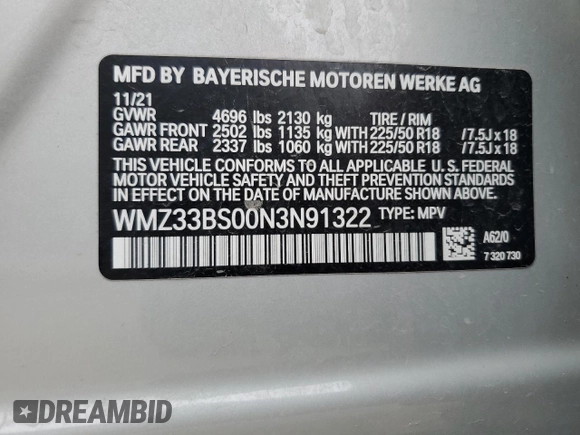 MFD BY BAYERISCHE MOTOREN WERKE AG
11/21
GVWR 4696 lbs 2130 kg TIRE / RIM
GAWR FRONT 2502 lbs 1135 kg WITH 225/50 R18 /7.5J x 18
GAWR REAR 2337 lbs 1060 kg WITH 225/50 R18 /7.5J x 18
THIS VEHICLE CONFORMS TO ALL APPLICABLE U.S. FEDERAL
MOTOR VEHICLE SAFETY AND THEFT PREVENTION STANDARDS
IN EFFECT ON THE DATE OF MANUFACTURE SHOWN ABOVE.
WMZ33BS00N3N91322 TYPE: MPV
A62/0
7 320 730
DREAMBID